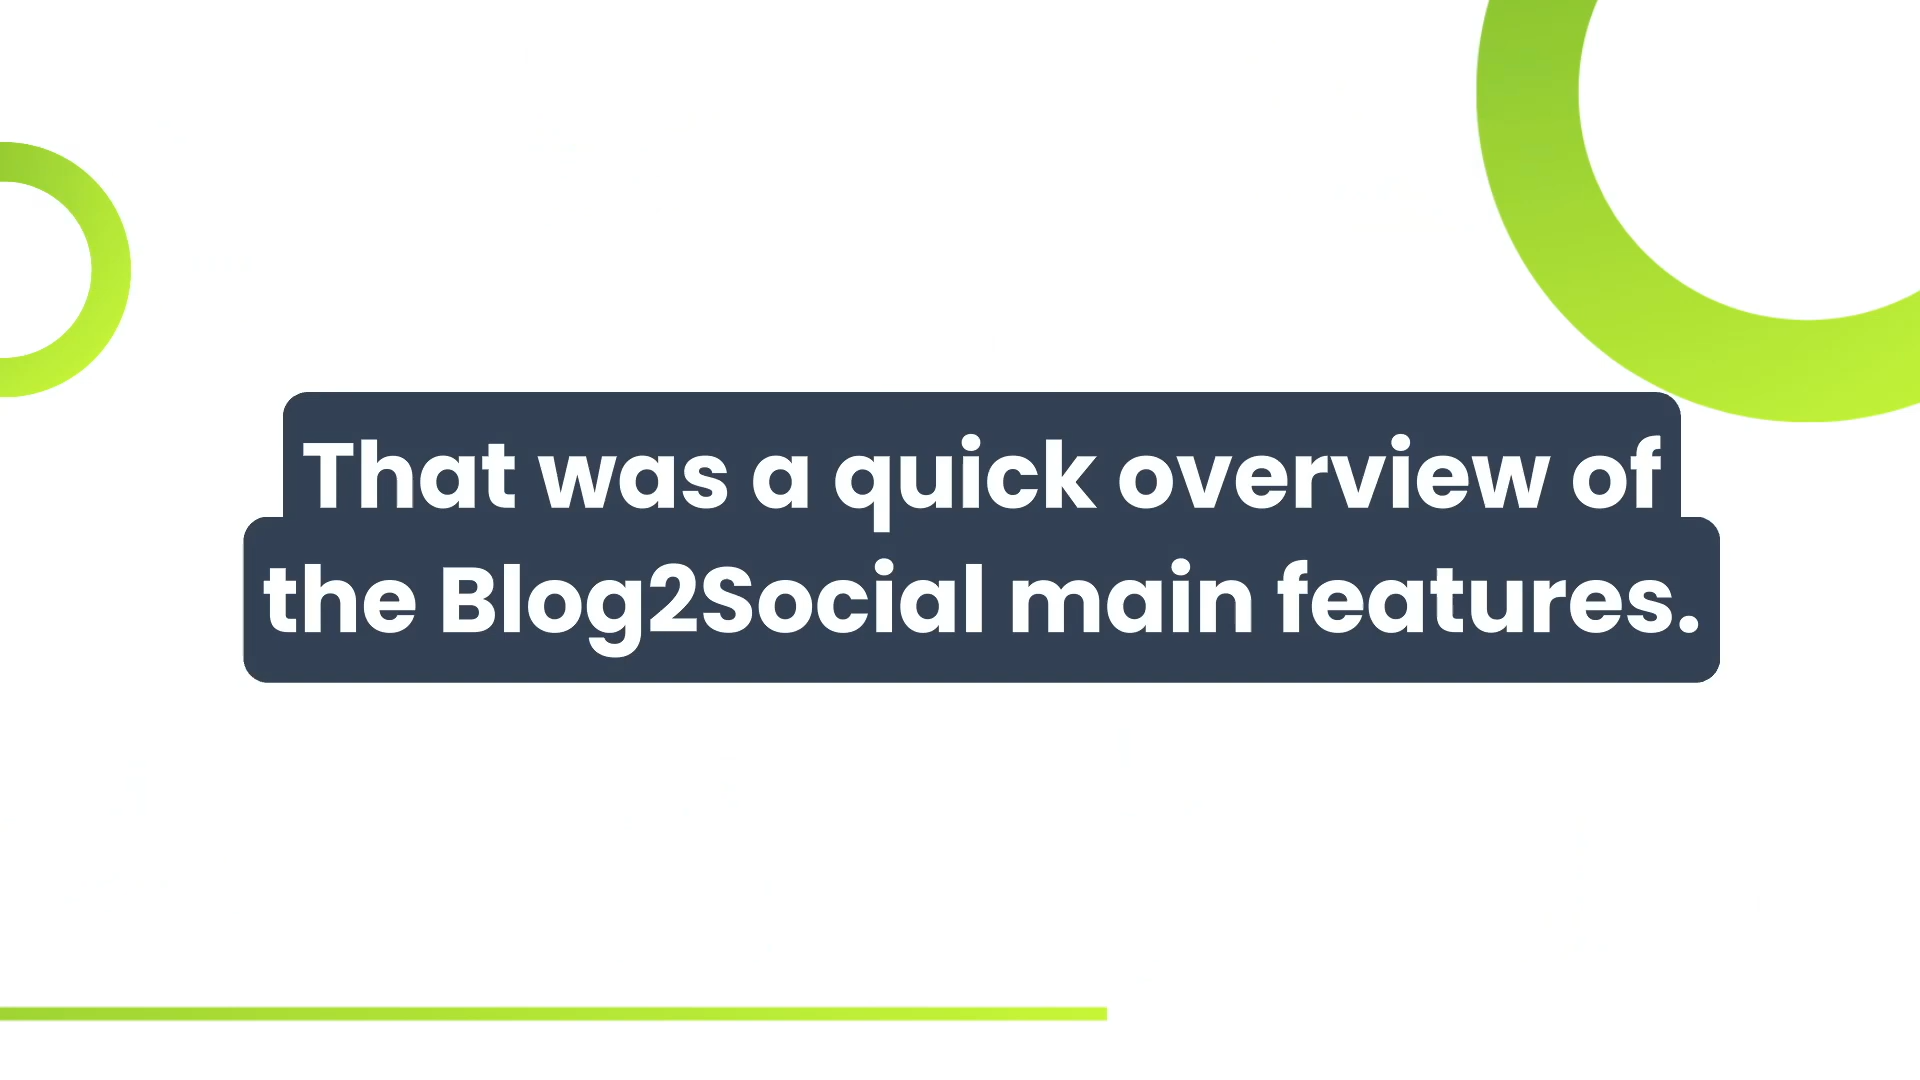 That was a quick overview of
the Blog2Social main features.